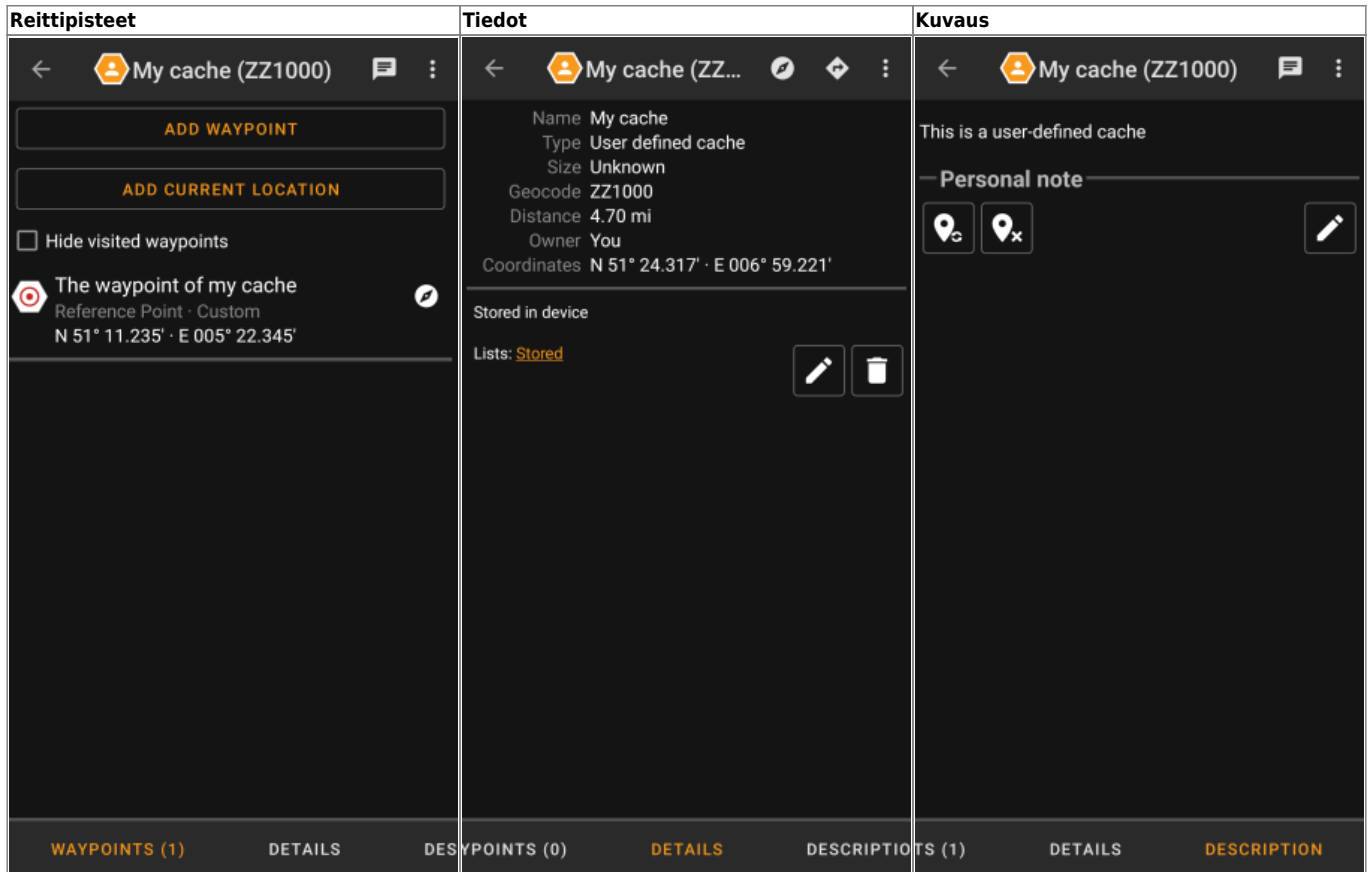 Reittipisteet
My cache (ZZ1000)
ADD WAYPOINT
ADD CURRENT LOCATION
Hide visited waypoints
The waypoint of my cache
Reference Point · Custom
N 51° 11.235' · E 005° 22.345'
WAYPOINTS (1) DETAILS DES
Tiedot
My cache (ZZ...
Name My cache
Type User defined cache
Size Unknown
Geocode ZZ1000
Distance 4.70 mi
Owner You
Coordinates N 51° 24.317' · E 006° 59.221'
Stored in device
Lists: Stored
YPOINTS (0) DETAILS DESCRIPTIO
Kuvaus
My cache (ZZ1000)
This is a user-defined cache
Personal note
TS (1) DETAILS DESCRIPTION